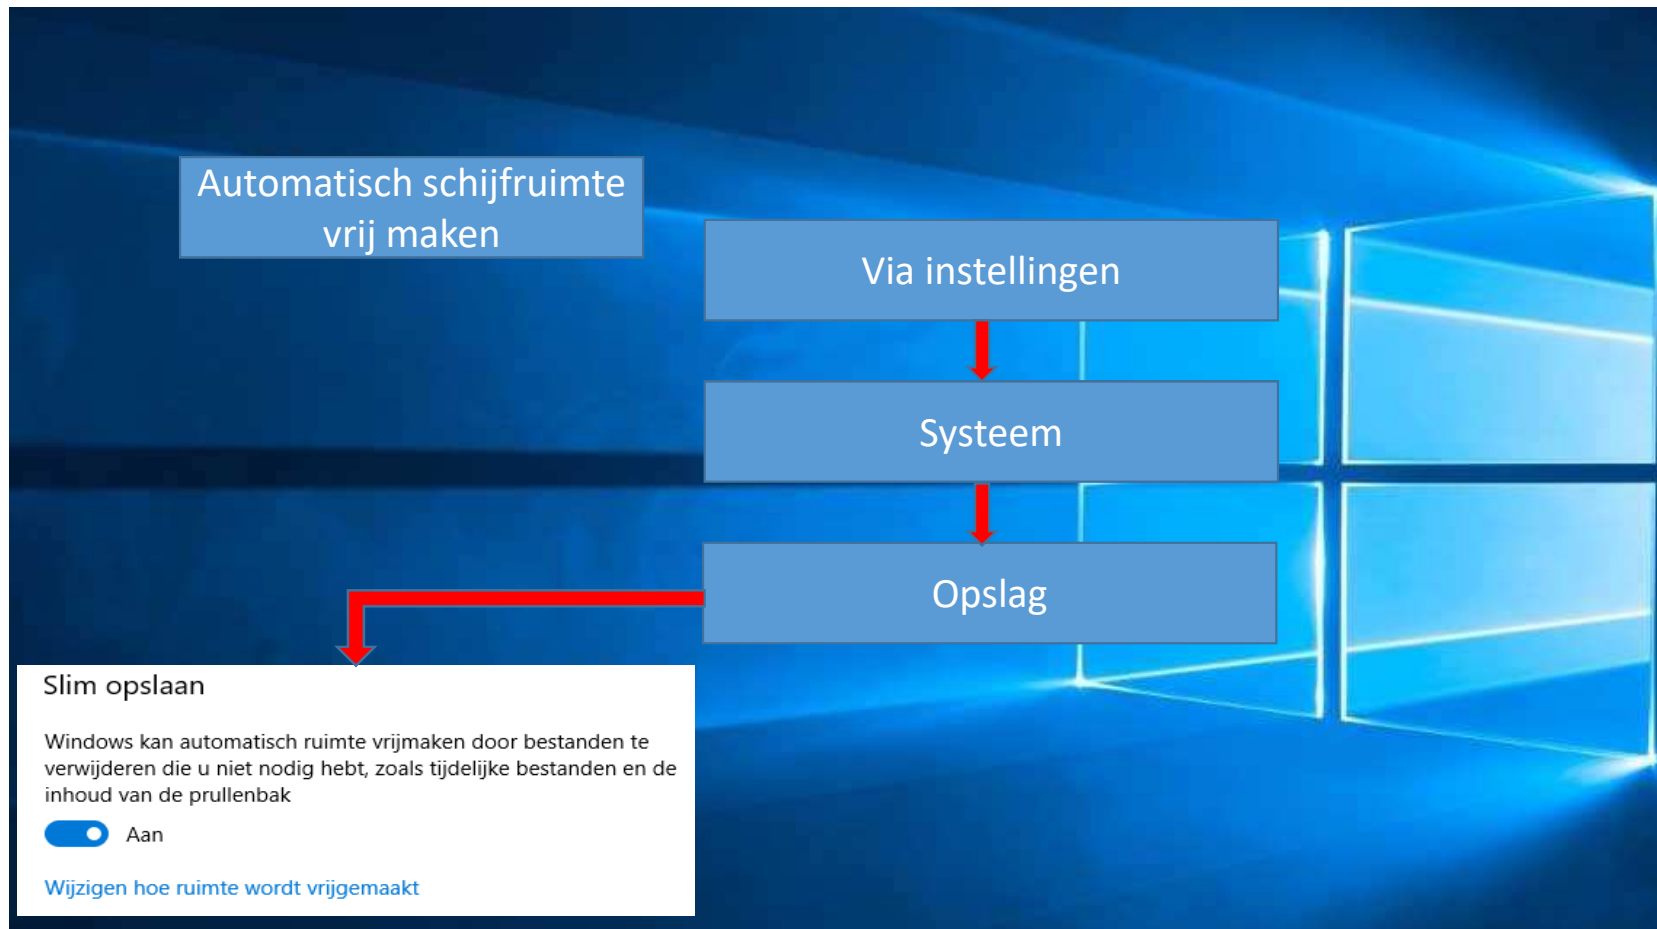 Automatisch schijfruimte
vrij maken
Via instellingen
Systeem
Opslag
Slim opslaan
Windows kan automatisch ruimte vrijmaken door bestanden te
verwijderen die u niet nodig hebt, zoals tijdelijke bestanden en de
inhoud van de prullenbak
Aan
Wijzigen hoe ruimte wordt vrijgemaakt